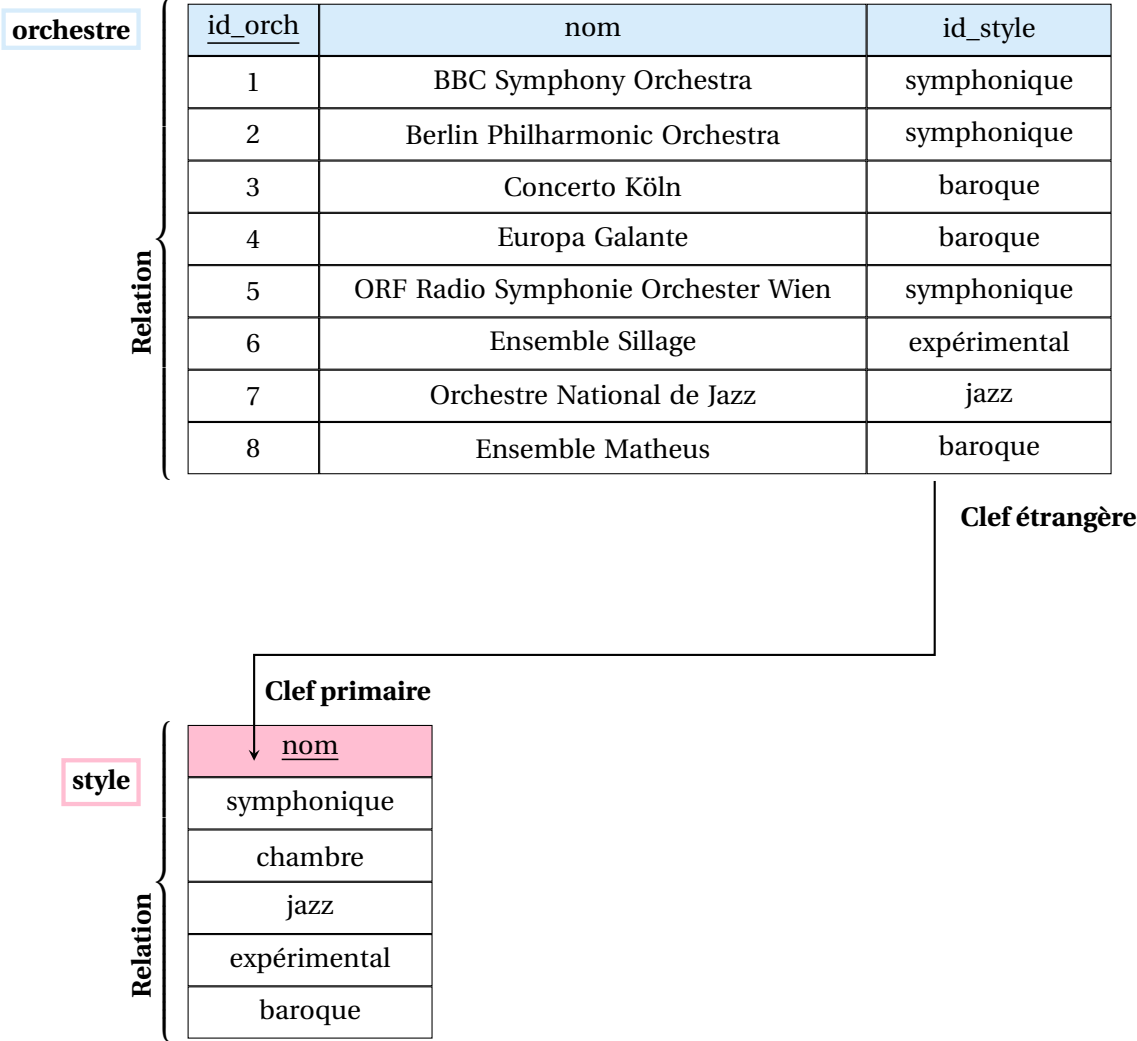 orchestre
id_orch nom id_style
1 BBC Symphony Orchestra symphonique
2 Berlin Philharmonic Orchestra symphonique
3 Concerto Köln baroque
4 Europa Galante baroque
5 ORF Radio Symphonie Orchester Wien symphonique
6 Ensemble Sillage expérimental
7 Orchestre National de Jazz jazz
8 Ensemble Matheus baroque
Relation
Clef étrangère
Clef primaire
style
nom
symphonique
chambre
jazz
expérimental
baroque
Relation